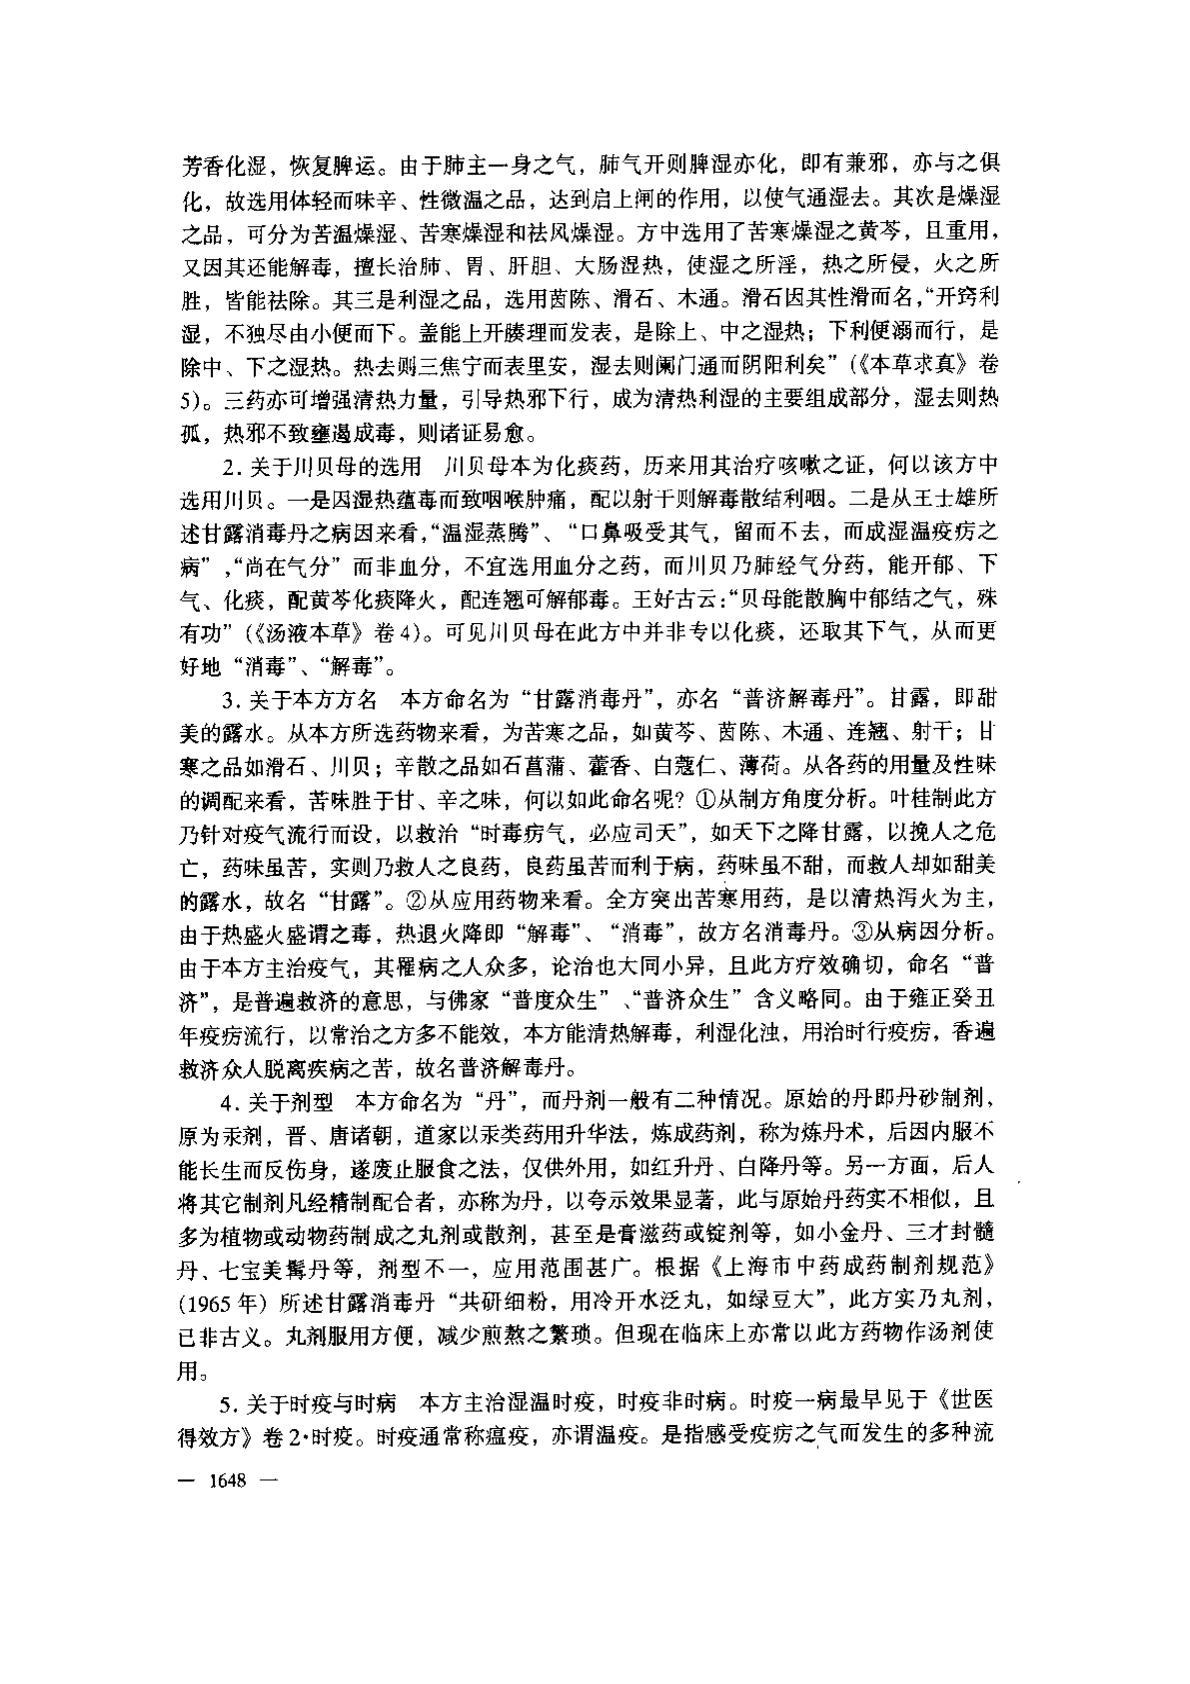 芳香化湿，恢复脾运。由于肺主一身之气，肺气开则脾湿亦化，即有兼邪，亦与之俱
化，故选用体轻而味辛、性微温之品，达到启上闸的作用，以使气通湿去。其次是燥湿
之品，可分为苦温燥湿、苦寒燥湿和祛风燥湿。方中选用了苦寒燥湿之黄芩，且重用，
又因其还能解毒，擅长治肺、胃、肝胆、大肠湿热，使湿之所淫，热之所侵，火之所
胜，皆能祛除。其三是利湿之品，选用茵陈、滑石、木通。滑石因其性滑而名，“开窍利
湿，不独尽由小便而下。盖能上开腠理而发表，是除上、中之湿热；下利便溺而行，是
除中、下之湿热。热去则三焦宁而表里安，湿去则阑门通而阴阳利矣”（《本草求真》卷
5）。三药亦可增强清热力量，引导热邪下行，成为清热利湿的主要组成部分，湿去则热
孤，热邪不致壅遏成毒，则诸证易愈。
2. 关于川贝母的选用　川贝母本为化痰药，历来用其治疗咳嗽之证，何以该方中
选用川贝。一是因湿热蕴毒而致咽喉肿痛，配以射干则解毒散结利咽。二是从王士雄所
述甘露消毒丹之病因来看，“温湿蒸腾”、“口鼻吸受其气，留而不去，而成湿温疫疠之
病”，“尚在气分”而非血分，不宜选用血分之药，而川贝乃肺经气分药，能开郁、下
气、化痰，配黄芩化痰降火，配连翘可解郁毒。王好古云：“贝母能散胸中郁结之气，殊
有功”（《汤液本草》卷 4）。可见川贝母在此方中并非专以化痰，还取其下气，从而更
好地“消毒”、“解毒”。
3. 关于本方方名　本方命名为“甘露消毒丹”，亦名“普济解毒丹”。甘露，即甜
美的露水。从本方所选药物来看，为苦寒之品，如黄芩、茵陈、木通、连翘、射干；甘
寒之品如滑石、川贝；辛散之品如石菖蒲、藿香、白蔻仁、薄荷。从各药的用量及性味
的调配来看，苦味胜于甘、辛之味，何以如此命名呢？①从制方角度分析。叶桂制此方
乃针对疫气流行而设，以救治“时毒疠气，必应司天”，如天下之降甘露，以挽人之危
亡，药味虽苦，实则乃救人之良药，良药虽苦而利于病，药味虽不甜，而救人却如甜美
的露水，故名“甘露”。②从应用药物来看。全方突出苦寒用药，是以清热泻火为主，
由于热盛火盛谓之毒，热退火降即“解毒”、“消毒”，故方名消毒丹。③从病因分析。
由于本方主治疫气，其罹病之人众多，论治也大同小异，且此方疗效确切，命名“普
济”，是普遍救济的意思，与佛家“普度众生”、“普济众生”含义略同。由于雍正癸丑
年疫疠流行，以常治之方多不能效，本方能清热解毒，利湿化浊，用治时行疫疠，香遍
救济众人脱离疾病之苦，故名普济解毒丹。
4. 关于剂型　本方命名为“丹”，而丹剂一般有二种情况。原始的丹即丹砂制剂，
原为汞剂，晋、唐诸朝，道家以汞类药用升华法，炼成药剂，称为炼丹术，后因内服不
能长生而反伤身，遂废止服食之法，仅供外用，如红升丹、白降丹等。另一方面，后人
将其它制剂凡经精制配合者，亦称为丹，以夸示效果显著，此与原始丹药实不相似，且
多为植物或动物药制成之丸剂或散剂，甚至是膏滋药或锭剂等，如小金丹、三才封髓
丹、七宝美髯丹等，剂型不一，应用范围甚广。根据《上海市中药成药制剂规范》
（1965 年）所述甘露消毒丹“共研细粉，用冷开水泛丸，如绿豆大”，此方实乃丸剂，
已非古义。丸剂服用方便，减少煎熬之繁琐。但现在临床上亦常以此方药物作汤剂使
用。
5. 关于时疫与时病　本方主治湿温时疫，时疫非时病。时疫一病最早见于《世医
得效方》卷 2·时疫。时疫通常称瘟疫，亦谓温疫。是指感受疫疠之气而发生的多种流
— 1648 —